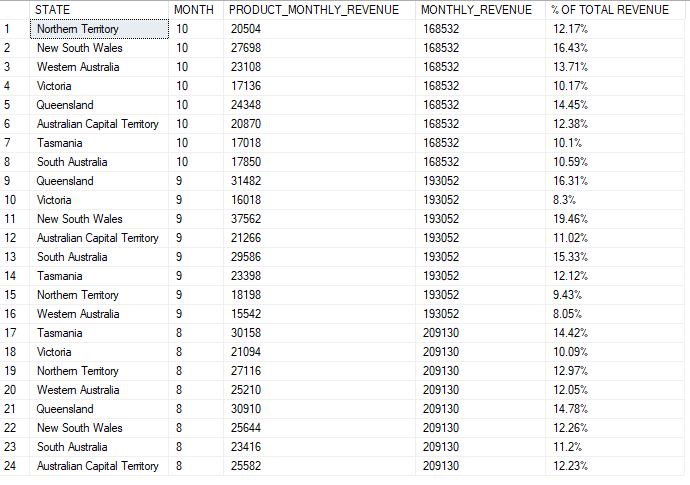 STATE MONTH PRODUCT_MONTHLY_REVENUE MONTHLY_REVENUE % OF TOTAL REVENUE
1 Northern Territory 10 20504 168532 12.17%
2 New South Wales 10 27698 168532 16.43%
3 Western Australia 10 23108 168532 13.71%
4 Victoria 10 17136 168532 10.17%
5 Queensland 10 24348 168532 14.45%
6 Australian Capital Territory 10 20870 168532 12.38%
7 Tasmania 10 17018 168532 10.1%
8 South Australia 10 17850 168532 10.59%
9 Queensland 9 31482 193052 16.31%
10 Victoria 9 16018 193052 8.3%
11 New South Wales 9 37562 193052 19.46%
12 Australian Capital Territory 9 21266 193052 11.02%
13 South Australia 9 29586 193052 15.33%
14 Tasmania 9 23398 193052 12.12%
15 Northern Territory 9 18198 193052 9.43%
16 Western Australia 9 15542 193052 8.05%
17 Tasmania 8 30158 209130 14.42%
18 Victoria 8 21094 209130 10.09%
19 Northern Territory 8 27116 209130 12.97%
20 Western Australia 8 25210 209130 12.05%
21 Queensland 8 30910 209130 14.78%
22 New South Wales 8 25644 209130 12.26%
23 South Australia 8 23416 209130 11.2%
24 Australian Capital Territory 8 25582 209130 12.23%